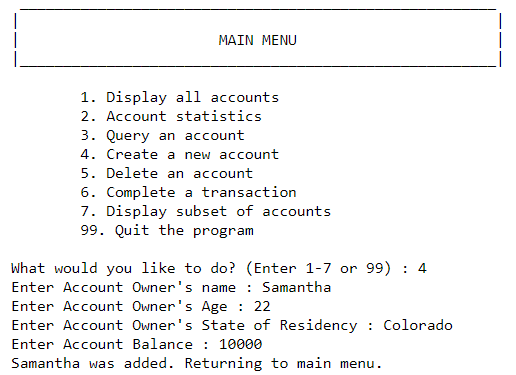 MAIN MENU
1. Display all accounts
2. Account statistics
3. Query an account
4. Create a new account
5. Delete an account
6. Complete a transaction
7. Display subset of accounts
99. Quit the program
What would you like to do? (Enter 1-7 or 99) : 4
Enter Account Owner's name : Samantha
Enter Account Owner's Age : 22
Enter Account Owner's State of Residency : Colorado
Enter Account Balance : 10000
Samantha was added. Returning to main menu.